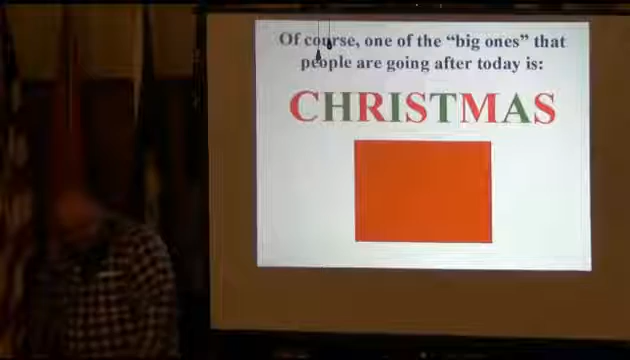 Of course, one of the “big ones” that
people are going after today is:
CHRISTMAS